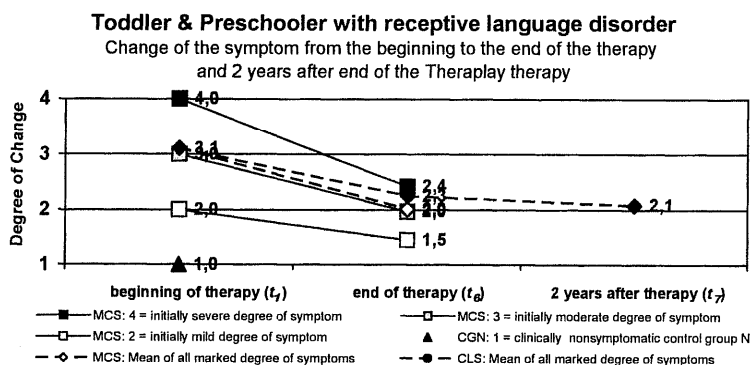 Toddler & Preschooler with receptive language disorder
Change of the symptom from the beginning to the end of the therapy
and 2 years after end of the Theraplay therapy
Degree of Change
4
3
2
1
4,0
3,1
3,0
2,0
1,0
2,4
2,3
2,0
1,5
2,1
beginning of therapy (t1)
end of therapy (t6)
2 years after therapy (t7)
MCS: 4 = initially severe degree of symptom
MCS: 3 = initially moderate degree of symptom
MCS: 2 = initially mild degree of symptom
CGN: 1 = clinically nonsymptomatic control group N
MCS: Mean of all marked degree of symptoms
CLS: Mean of all marked degree of symptoms